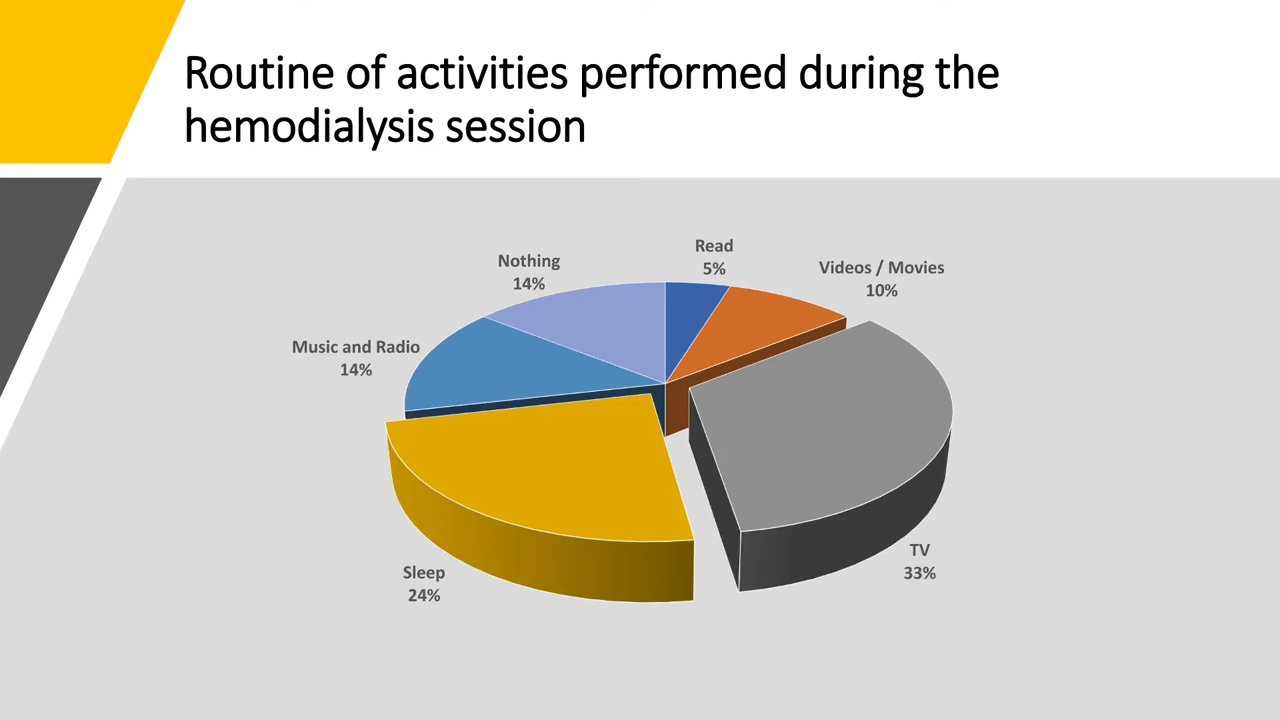 Routine of activities performed during the
hemodialysis session
Read
5%
Videos / Movies
10%
Nothing
14%
Music and Radio
14%
TV
33%
Sleep
24%